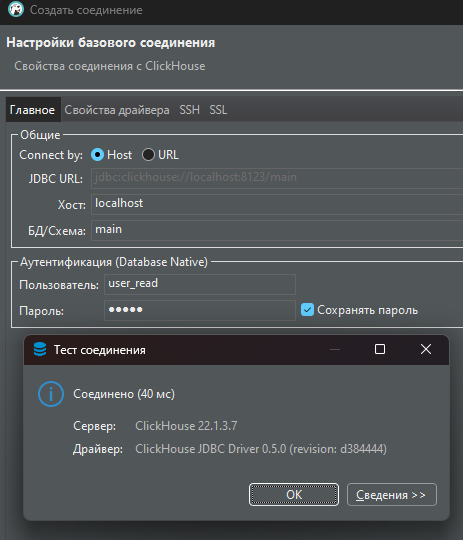 Создать соединение
Настройки базового соединения
Свойства соединения с ClickHouse
Главное Свойства драйвера SSH SSL
Общие
Connect by: Host URL
JDBC URL: jdbc:clickhouse://localhost:8123/main
Хост: localhost
БД/Схема: main
Аутентификация (Database Native)
Пользователь: user_read
Пароль: ••••• Сохранять пароль
Тест соединения
Соединено (40 мс)
Сервер: ClickHouse 22.1.3.7
Драйвер: ClickHouse JDBC Driver 0.5.0 (revision: d384444)
ОК Сведения >>